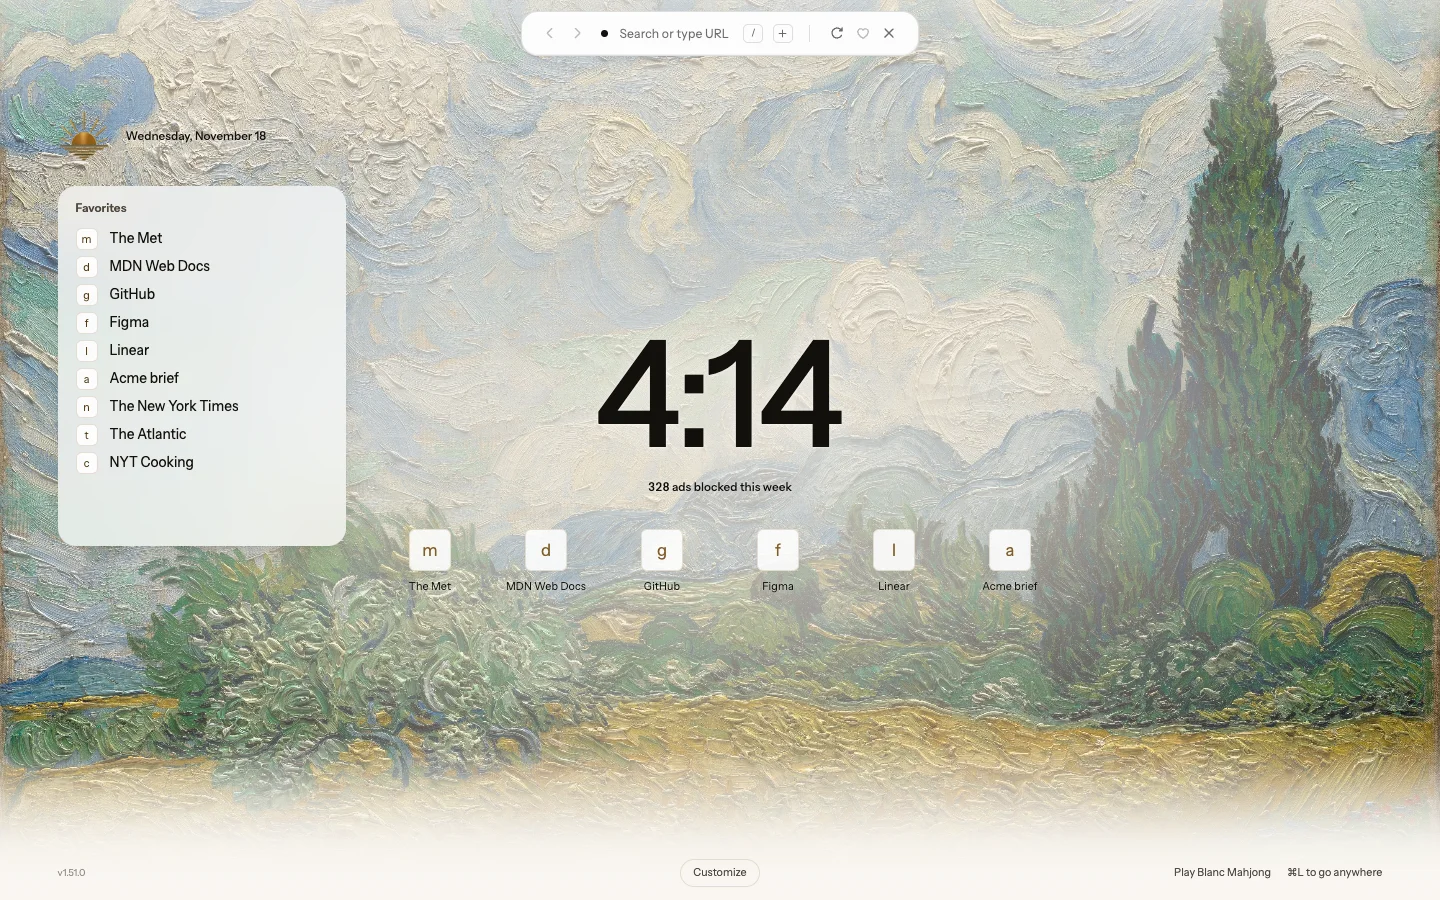 Search or type URL / +
Wednesday, November 18
Favorites
m The Met
d MDN Web Docs
g GitHub
f Figma
l Linear
a Acme brief
n The New York Times
t The Atlantic
c NYT Cooking
4:14
328 ads blocked this week
m d g f l a
The Met MDN Web Docs GitHub Figma Linear Acme brief
v1.51.0 Customize Play Blanc Mahjong ⌘L to go anywhere